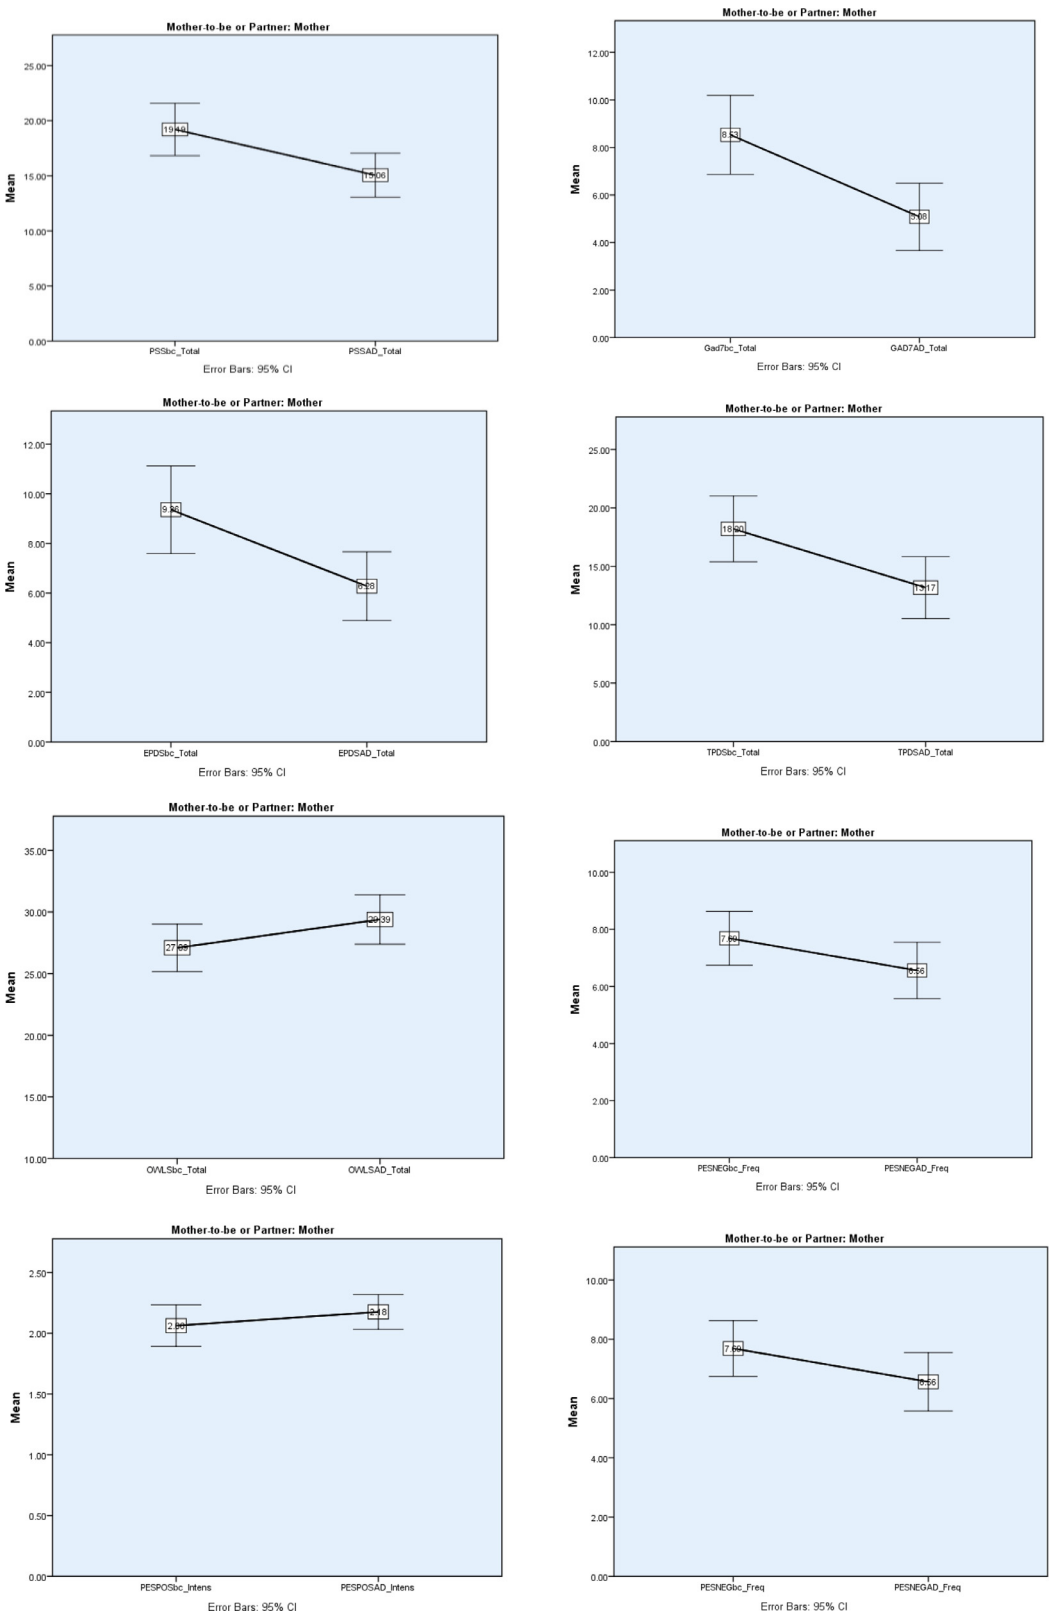 Mother-to-be or Partner: Mother
25.00
20.00
15.00
10.00
5.00
0.00
Mean
19.19
15.06
PSSbc_Total
PSSAD_Total
Error Bars: 95% CI
Mother-to-be or Partner: Mother
12.00
10.00
8.00
6.00
4.00
2.00
0.00
Mean
8.53
5.08
Gad7bc_Total
GAD7AD_Total
Error Bars: 95% CI
Mother-to-be or Partner: Mother
12.00
10.00
8.00
6.00
4.00
2.00
0.00
Mean
9.36
6.28
EPDSbc_Total
EPDSAD_Total
Error Bars: 95% CI
Mother-to-be or Partner: Mother
25.00
20.00
15.00
10.00
5.00
0.00
Mean
18.20
13.17
TPDSbc_Total
TPDSAD_Total
Error Bars: 95% CI
Mother-to-be or Partner: Mother
35.00
30.00
25.00
20.00
15.00
10.00
Mean
29.39
OWLSbc_Total
OWLSAD_Total
Error Bars: 95% CI
Mother-to-be or Partner: Mother
10.00
8.00
6.00
4.00
2.00
0.00
Mean
7.69
6.56
PESNEGbc_Freq
PESNEGAD_Freq
Error Bars: 95% CI
Mother-to-be or Partner: Mother
2.50
2.00
1.50
1.00
0.50
0.00
Mean
2.18
PESPOSbc_Intens
PESPOSAD_Intens
Error Bars: 95% CI
Mother-to-be or Partner: Mother
10.00
8.00
6.00
4.00
2.00
0.00
Mean
7.69
6.56
PESNEGbc_Freq
PESNEGAD_Freq
Error Bars: 95% CI